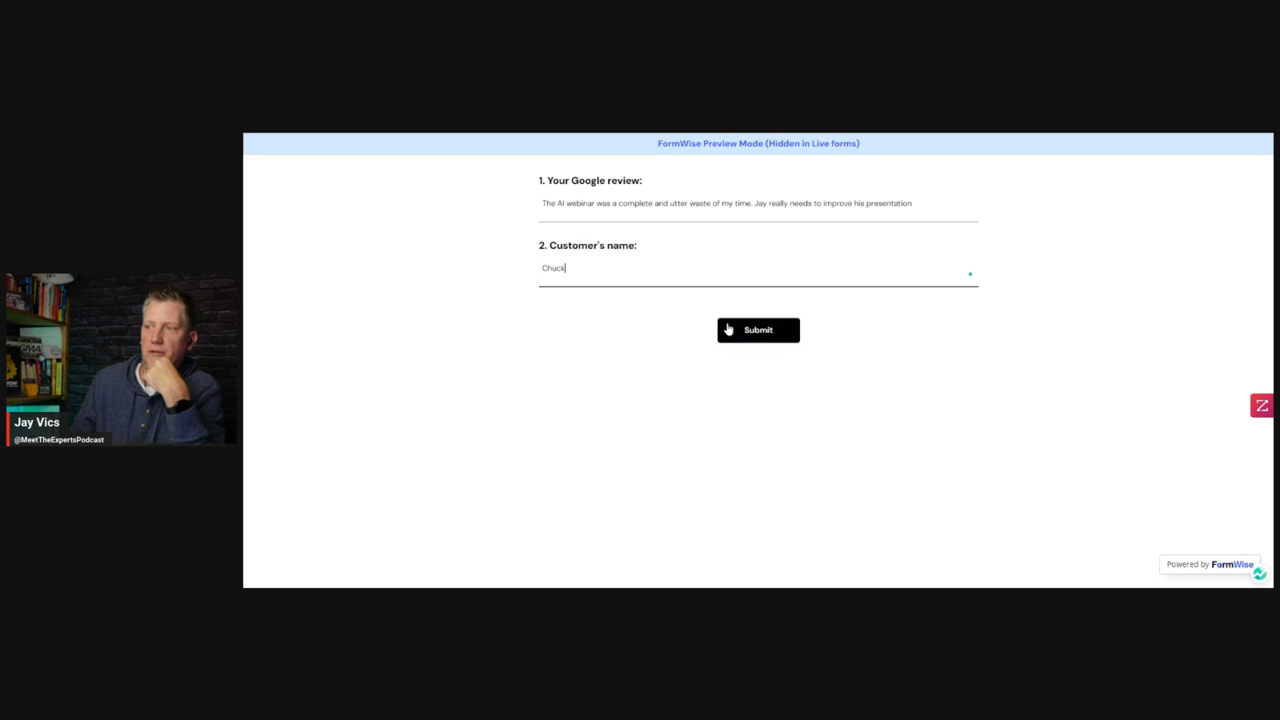 FormWise Preview Mode (Hidden in Live forms)
1. Your Google review:
The AI webinar was a complete and utter waste of my time. Jay really needs to improve his presentation
2. Customer's name:
Chuck
Submit
Jay Vics
@MeetTheExpertsPodcast
Powered by FormWise